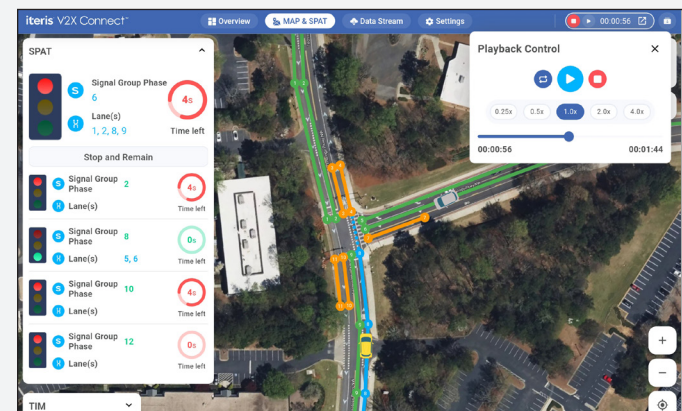 iteris V2X Connect™
Overview
MAP & SPAT
Data Stream
Settings
00:00:56
SPAT
Signal Group Phase
6
Lane(s)
1, 2, 8, 9
4s
Time left
Stop and Remain
Signal Group Phase 2
Lane(s)
4s
Time left
Signal Group Phase 8
Lane(s) 5, 6
0s
Time left
Signal Group Phase 10
Lane(s)
4s
Time left
Signal Group Phase 12
Lane(s)
0s
Time left
TIM
Playback Control
0.25x
0.5x
1.0x
2.0x
4.0x
00:00:56
00:01:44